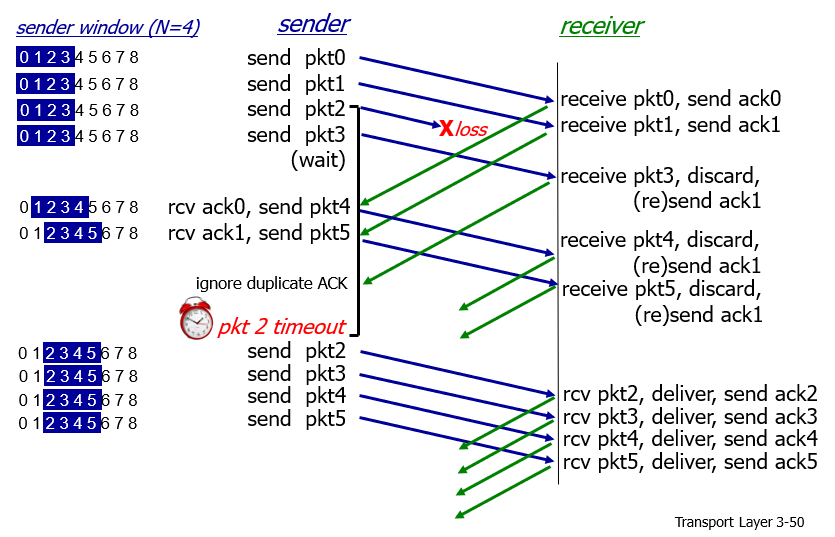 sender window (N=4)
sender
receiver
0 1 2 3 4 5 6 7 8
send pkt0
0 1 2 3 4 5 6 7 8
send pkt1
receive pkt0, send ack0
0 1 2 3 4 5 6 7 8
send pkt2
X loss
receive pkt1, send ack1
0 1 2 3 4 5 6 7 8
send pkt3
(wait)
receive pkt3, discard,
(re)send ack1
0 1 2 3 4 5 6 7 8
rcv ack0, send pkt4
0 1 2 3 4 5 6 7 8
rcv ack1, send pkt5
receive pkt4, discard,
(re)send ack1
ignore duplicate ACK
receive pkt5, discard,
(re)send ack1
pkt 2 timeout
0 1 2 3 4 5 6 7 8
send pkt2
0 1 2 3 4 5 6 7 8
send pkt3
0 1 2 3 4 5 6 7 8
send pkt4
0 1 2 3 4 5 6 7 8
send pkt5
rcv pkt2, deliver, send ack2
rcv pkt3, deliver, send ack3
rcv pkt4, deliver, send ack4
rcv pkt5, deliver, send ack5
Transport Layer 3-50